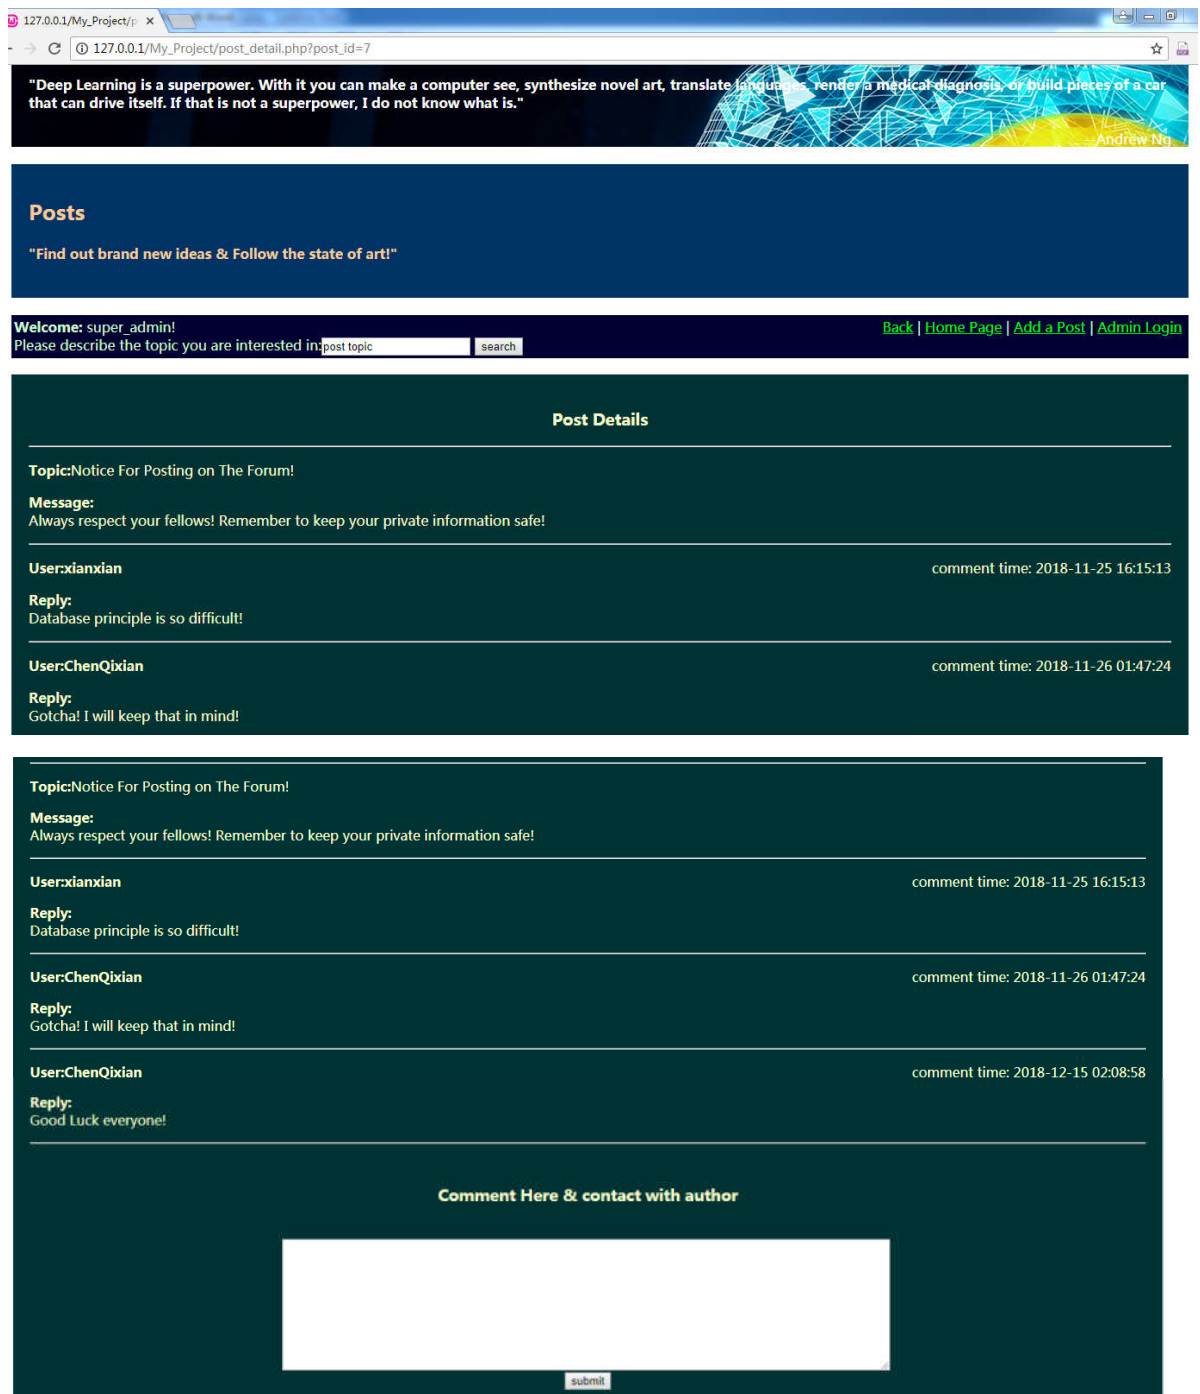 127.0.0.1/My_Project/p
127.0.0.1/My_Project/post_detail.php?post_id=7
"Deep Learning is a superpower. With it you can make a computer see, synthesize novel art, translate languages, render a medical diagnosis, or build pieces of a car
that can drive itself. If that is not a superpower, I do not know what is."
--Andrew Ng
Posts
"Find out brand new ideas & Follow the state of art!"
Welcome: super_admin! Back | Home Page | Add a Post | Admin Login
Please describe the topic you are interested in:post topic search
Post Details
Topic:Notice For Posting on The Forum!
Message:
Always respect your fellows! Remember to keep your private information safe!
User:xianxian comment time: 2018-11-25 16:15:13
Reply:
Database principle is so difficult!
User:ChenQixian comment time: 2018-11-26 01:47:24
Reply:
Gotcha! I will keep that in mind!
Topic:Notice For Posting on The Forum!
Message:
Always respect your fellows! Remember to keep your private information safe!
User:xianxian comment time: 2018-11-25 16:15:13
Reply:
Database principle is so difficult!
User:ChenQixian comment time: 2018-11-26 01:47:24
Reply:
Gotcha! I will keep that in mind!
User:ChenQixian comment time: 2018-12-15 02:08:58
Reply:
Good Luck everyone!
Comment Here & contact with author
submit